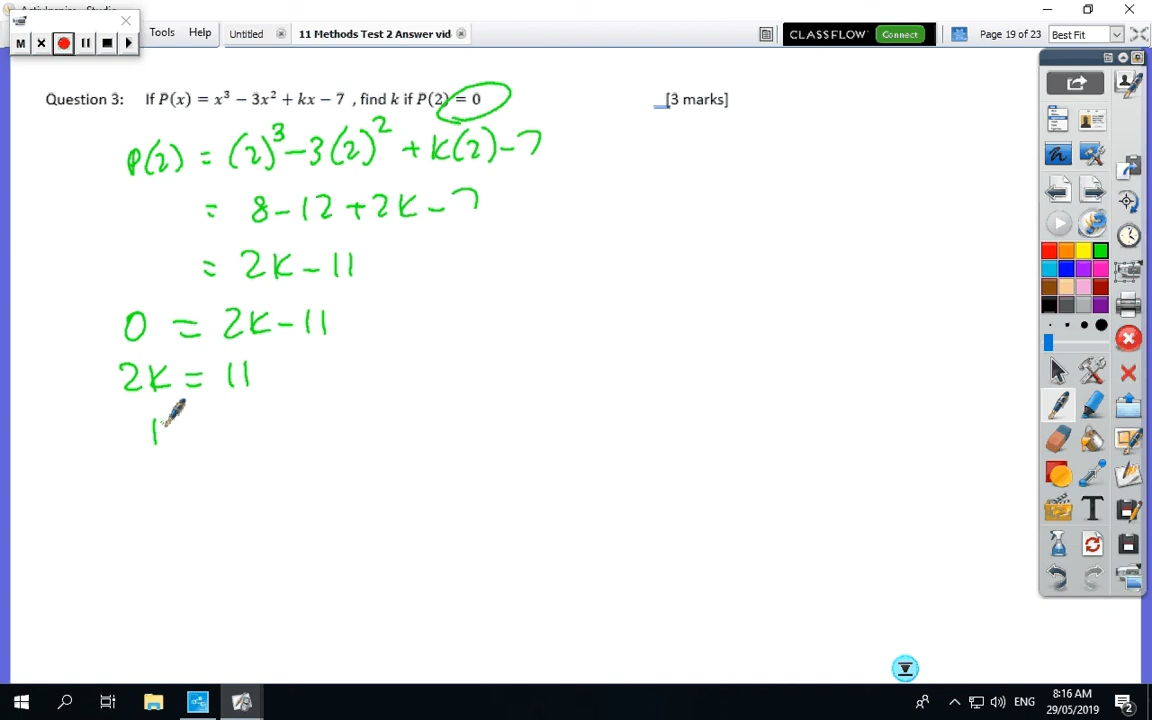 Tools Help
Untitled 11 Methods Test 2 Answer vid
CLASSFLOW Connect
Page 19 of 23 Best Fit
M
Question 3: If P(x) = x³ − 3x² + kx − 7 , find k if P(2) = 0 [3 marks]
P(2) = (2)³ − 3(2)² + k(2) − 7
= 8 − 12 + 2k − 7
= 2k − 11
0 = 2k − 11
2k = 11
T
ENG
8:16 AM
29/05/2019
2